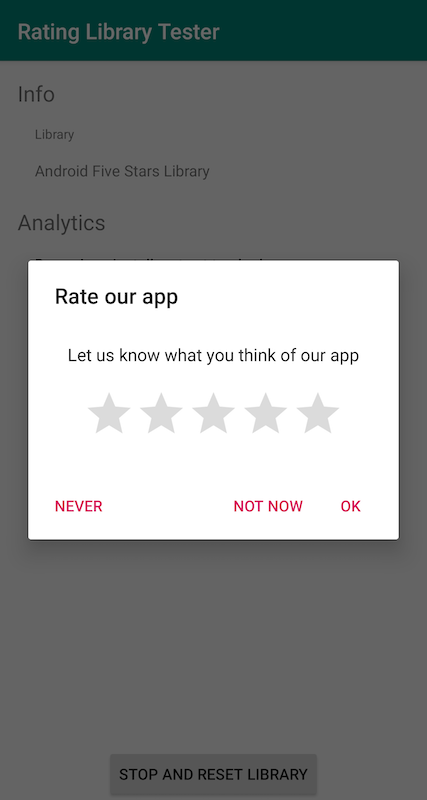 Rating Library Tester
Info
Library
Android Five Stars Library
Analytics
Rate our app
Let us know what you think of our app
NEVER
NOT NOW
OK
STOP AND RESET LIBRARY